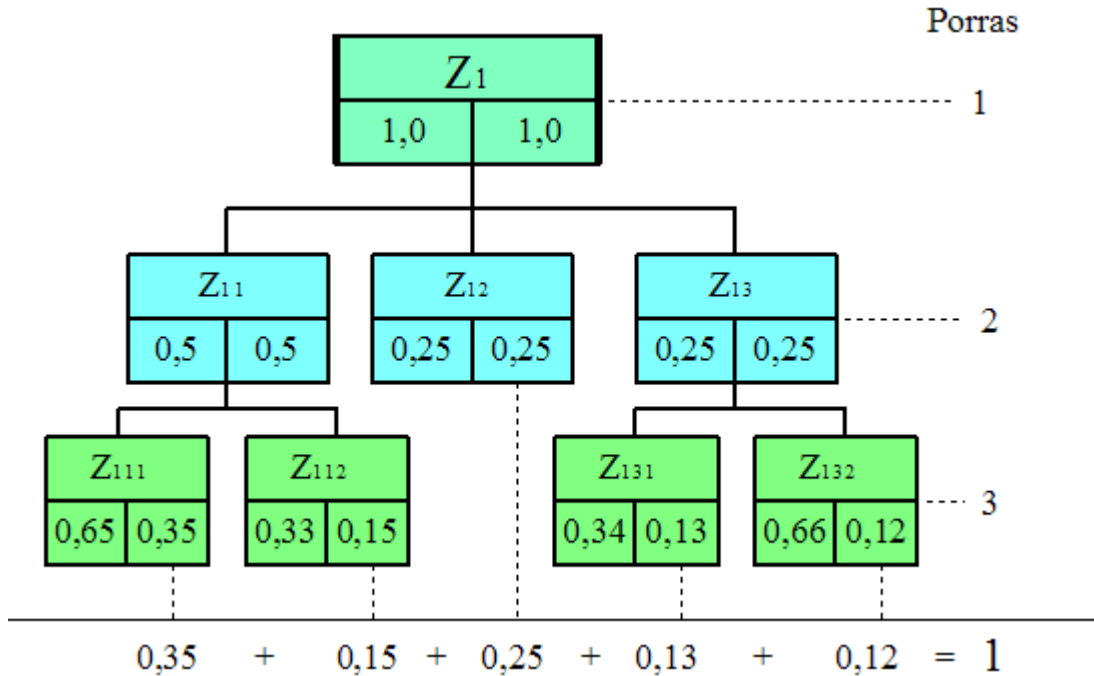 Porras
Z1
1
1,0 1,0
Z11 Z12 Z13
2
0,5 0,5 0,25 0,25 0,25 0,25
Z111 Z112 Z131 Z132
3
0,65 0,35 0,33 0,15 0,34 0,13 0,66 0,12
0,35 + 0,15 + 0,25 + 0,13 + 0,12 = 1